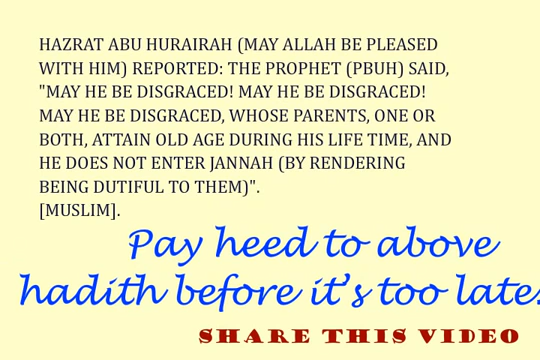 HAZRAT ABU HURAIRAH (MAY ALLAH BE PLEASED
WITH HIM) REPORTED: THE PROPHET (PBUH) SAID,
"MAY HE BE DISGRACED! MAY HE BE DISGRACED!
MAY HE BE DISGRACED, WHOSE PARENTS, ONE OR
BOTH, ATTAIN OLD AGE DURING HIS LIFE TIME, AND
HE DOES NOT ENTER JANNAH (BY RENDERING
BEING DUTIFUL TO THEM)".
[MUSLIM].
Pay heed to above
hadith before it's too late.
SHARE THIS VIDEO